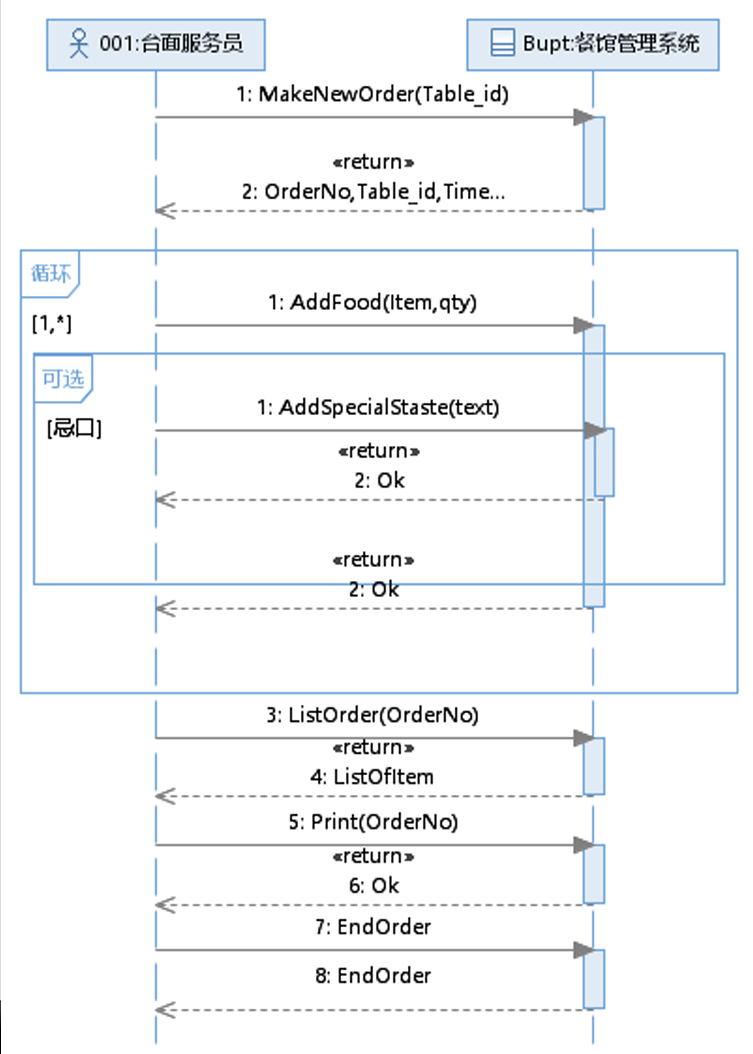 001:台面服务员
Bupt:餐馆管理系统
1: MakeNewOrder(Table_id)
«return»
2: OrderNo,Table_id,Time...
循环
1: AddFood(Item,qty)
[1,*]
可选
1: AddSpecialStaste(text)
[忌口]
«return»
2: Ok
«return»
2: Ok
3: ListOrder(OrderNo)
«return»
4: ListOfItem
5: Print(OrderNo)
«return»
6: Ok
7: EndOrder
8: EndOrder